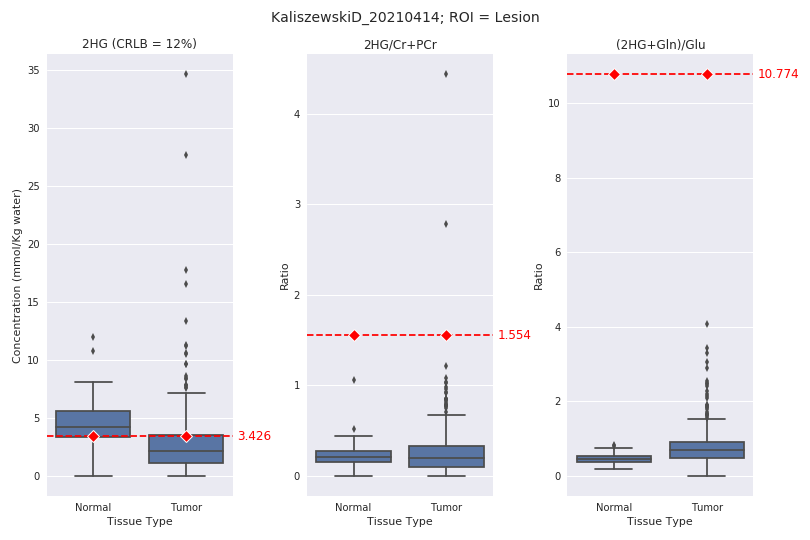 KaliszewskiD_20210414; ROI = Lesion
2HG (CRLB = 12%)
2HG/Cr+PCr
(2HG+Gln)/Glu
Concentration (mmol/Kg water)
35
30
25
20
15
10
5
0
3.426
Normal
Tumor
Tissue Type
Ratio
4
3
2
1
0
1.554
Normal
Tumor
Tissue Type
Ratio
10
8
6
4
2
0
10.774
Normal
Tumor
Tissue Type